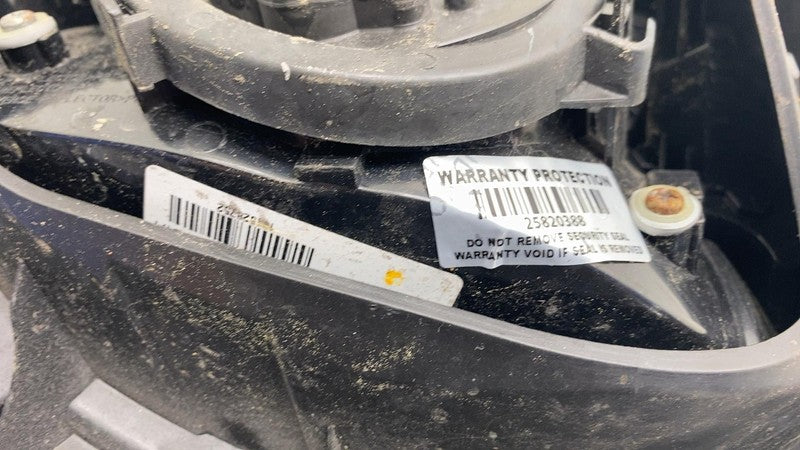 WARRANTY PROTECTION
25820388
DO NOT REMOVE SECURITY SEAL
WARRANTY VOID IF SEAL IS REMOVED